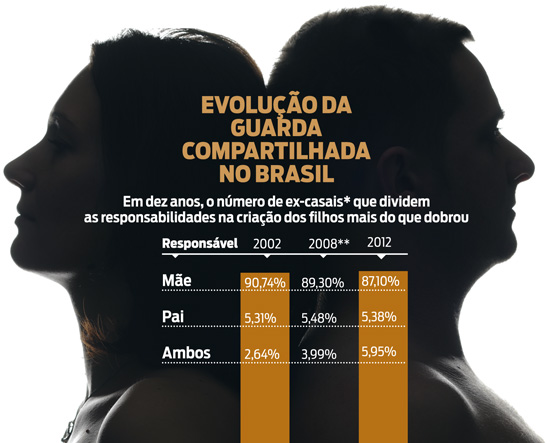 EVOLUÇÃO DA
GUARDA
COMPARTILHADA
NO BRASIL
Em dez anos, o número de ex-casais* que dividem
as responsabilidades na criação dos filhos mais do que dobrou
Responsável 2002 2008** 2012
Mãe 90,74% 89,30% 87,10%
Pai 5,31% 5,48% 5,38%
Ambos 2,64% 3,99% 5,95%